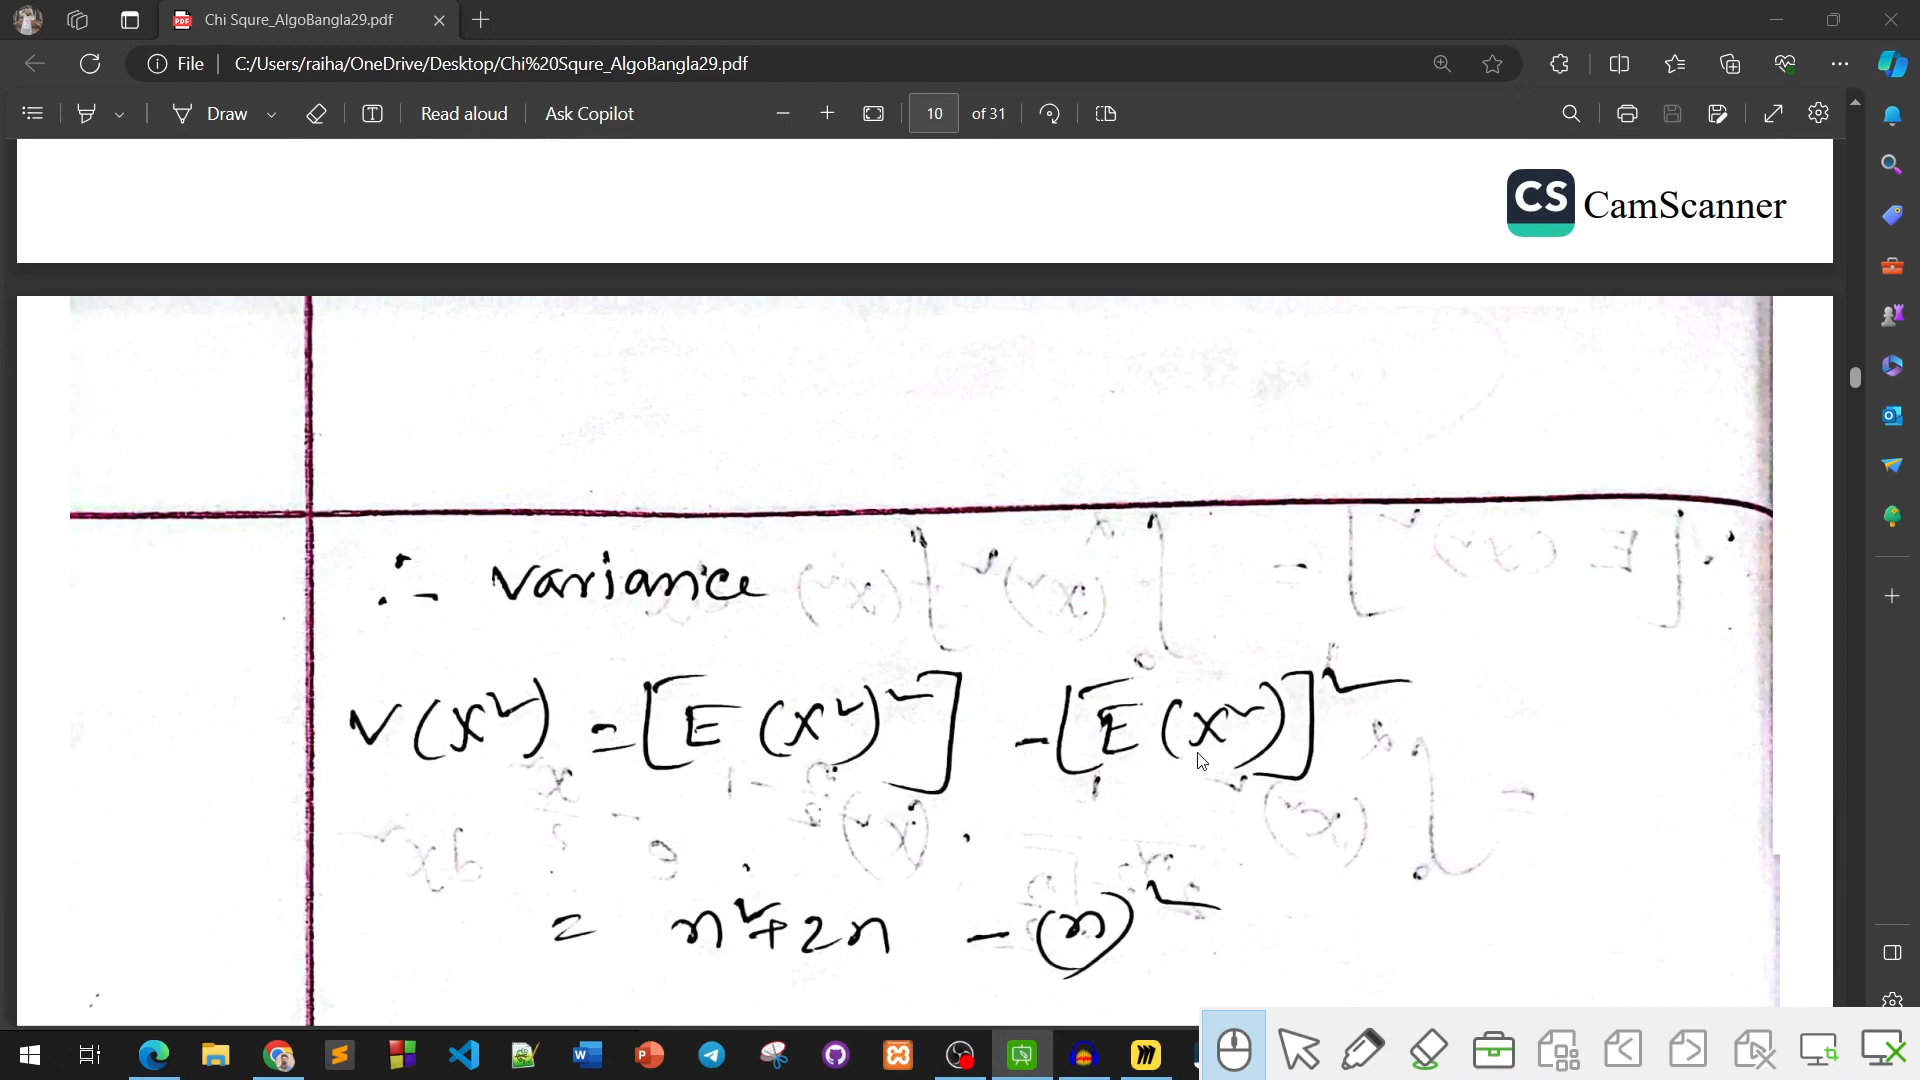 Chi Squre_AlgoBangla29.pdf
File C:/Users/raiha/OneDrive/Desktop/Chi%20Squre_AlgoBangla29.pdf
Draw Read aloud Ask Copilot 10 of 31
CS CamScanner
∴ variance
V(X²) = [E(X²)²] - [E(X²)]²
= n²+2n - (n)²